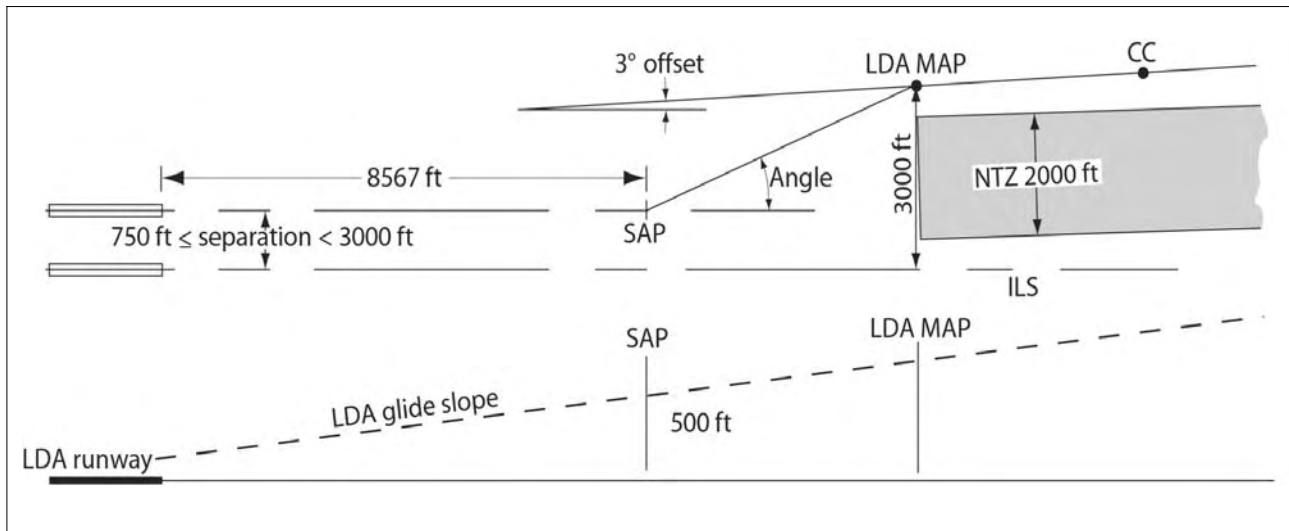 3° offset
LDA MAP
CC
8567 ft
Angle
3000 ft
NTZ 2000 ft
SAP
750 ft ≤ separation < 3000 ft
ILS
SAP
LDA MAP
LDA glide slope
500 ft
LDA runway